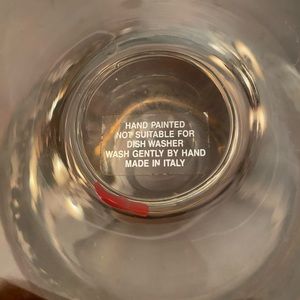 HAND PAINTED
NOT SUITABLE FOR
DISH WASHER
WASH GENTLY BY HAND
MADE IN ITALY